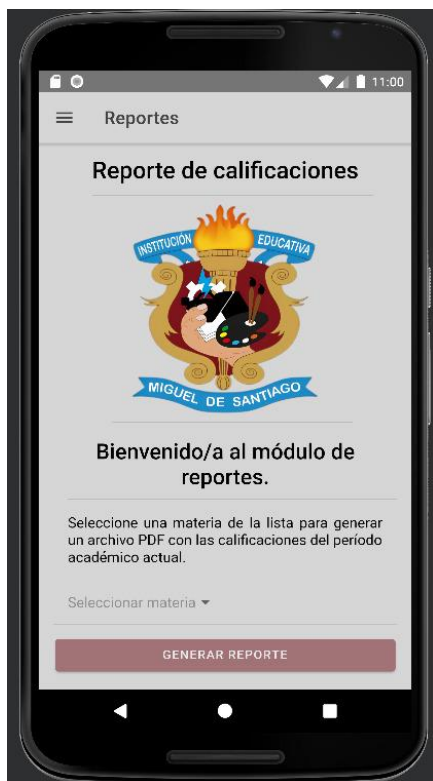 11:00
Reportes
Reporte de calificaciones
INSTITUCIÓN EDUCATIVA
MIGUEL DE SANTIAGO
Bienvenido/a al módulo de
reportes.
Seleccione una materia de la lista para generar
un archivo PDF con las calificaciones del período
académico actual.
Seleccionar materia
GENERAR REPORTE